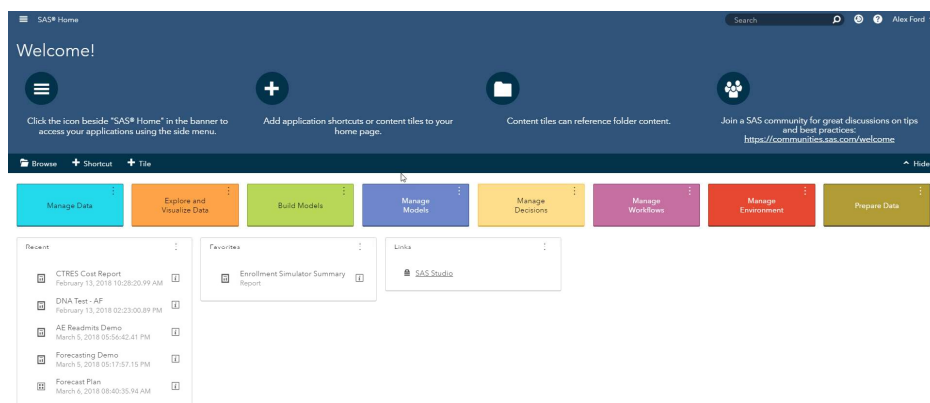 SAS® Home
Search
Alex Ford
Welcome!
Click the icon beside "SAS® Home" in the banner to
access your applications using the side menu.
Add application shortcuts or content tiles to your
home page.
Content tiles can reference folder content.
Join a SAS community for great discussions on tips
and best practices:
https://communities.sas.com/welcome
Browse
Shortcut
Tile
Hide
Manage Data
Explore and
Visualize Data
Build Models
Manage
Models
Manage
Decisions
Manage
Workflows
Manage
Environment
Prepare Data
Recent
CTRES Cost Report
February 13, 2018 10:28:20.99 AM
DNA Test - AF
February 13, 2018 02:23:00.89 PM
AE Readmits Demo
March 5, 2018 05:56:42.41 PM
Forecasting Demo
March 5, 2018 05:17:57.15 PM
Forecast Plan
March 6, 2018 08:40:35.94 AM
Favorites
Enrollment Simulator Summary
Report
Links
SAS Studio